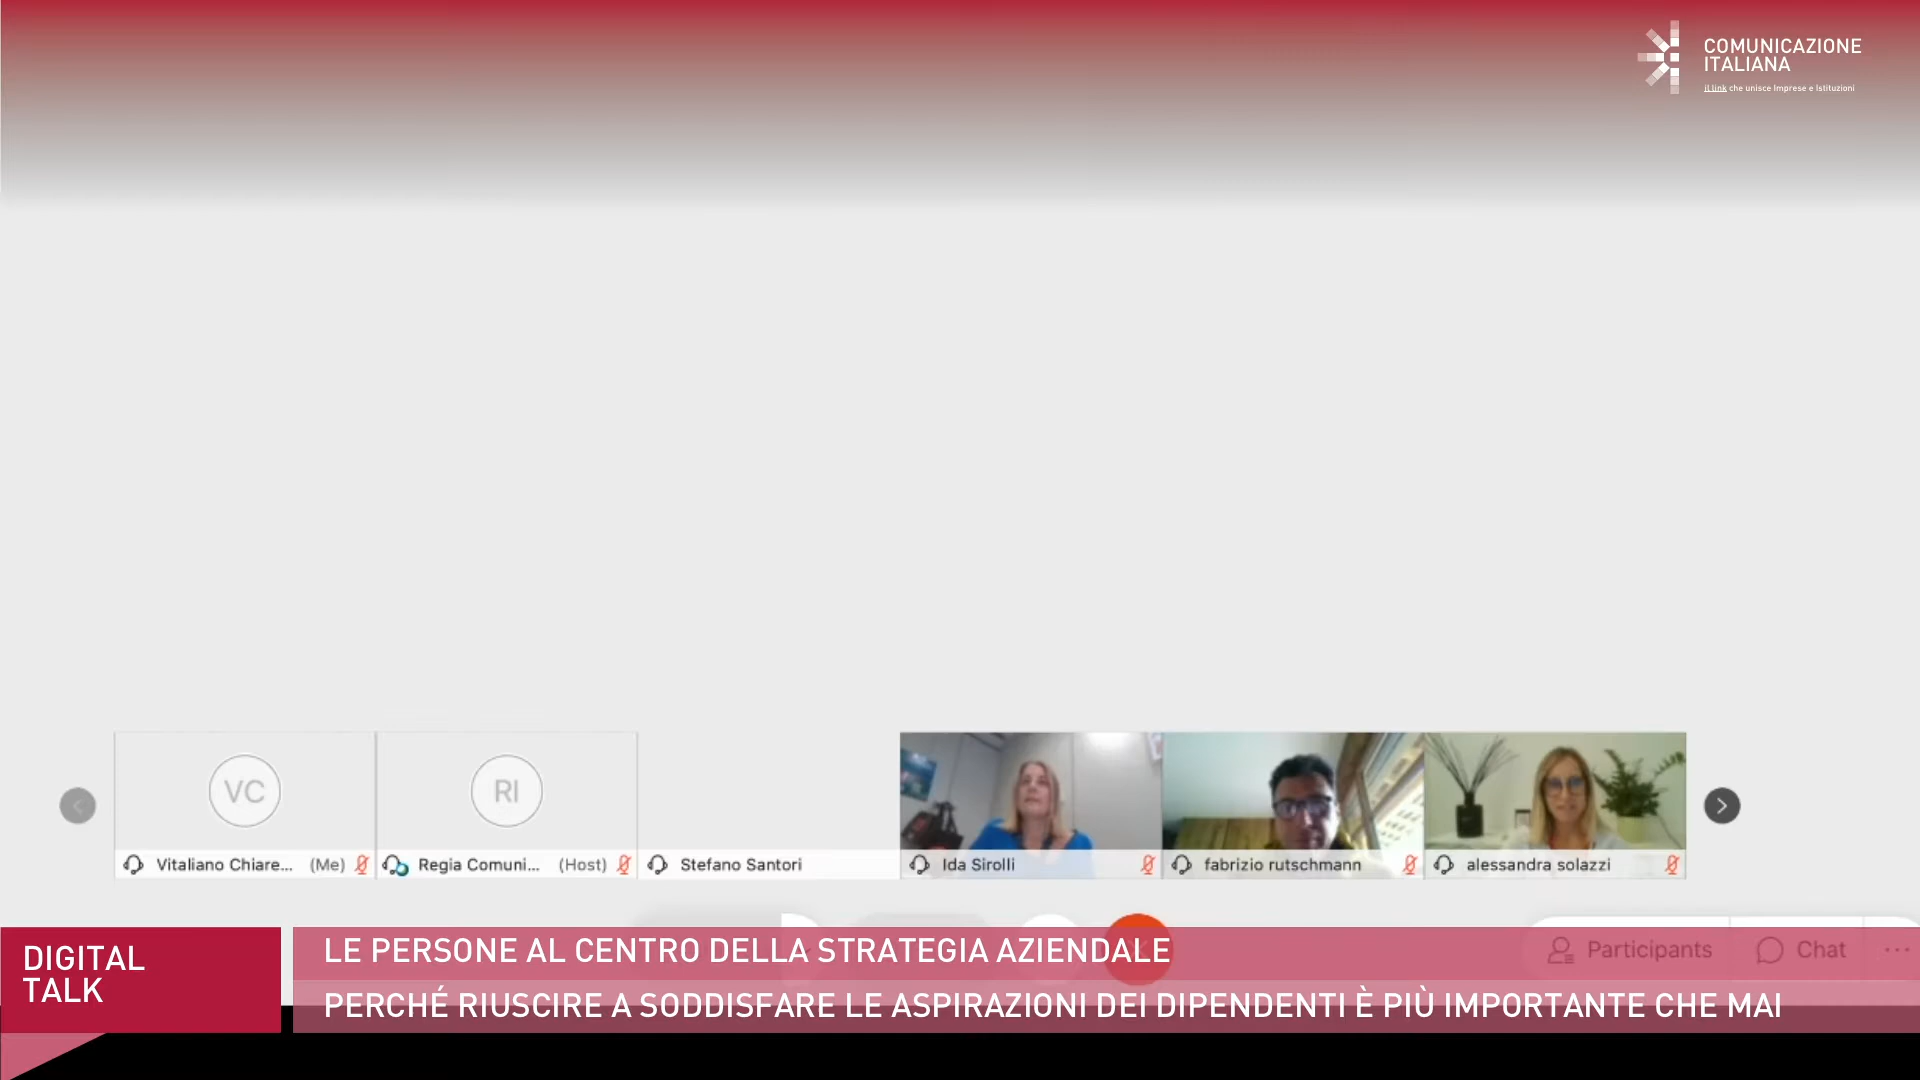 COMUNICAZIONE
ITALIANA
il link che unisce Imprese e Istituzioni
VC
RI
Vitaliano Chiare... (Me)
Regia Comuni... (Host)
Stefano Santori
Ida Sirolli
fabrizio rutschmann
alessandra solazzi
Participants
Chat
DIGITAL
TALK
LE PERSONE AL CENTRO DELLA STRATEGIA AZIENDALE
PERCHÉ RIUSCIRE A SODDISFARE LE ASPIRAZIONI DEI DIPENDENTI È PIÙ IMPORTANTE CHE MAI